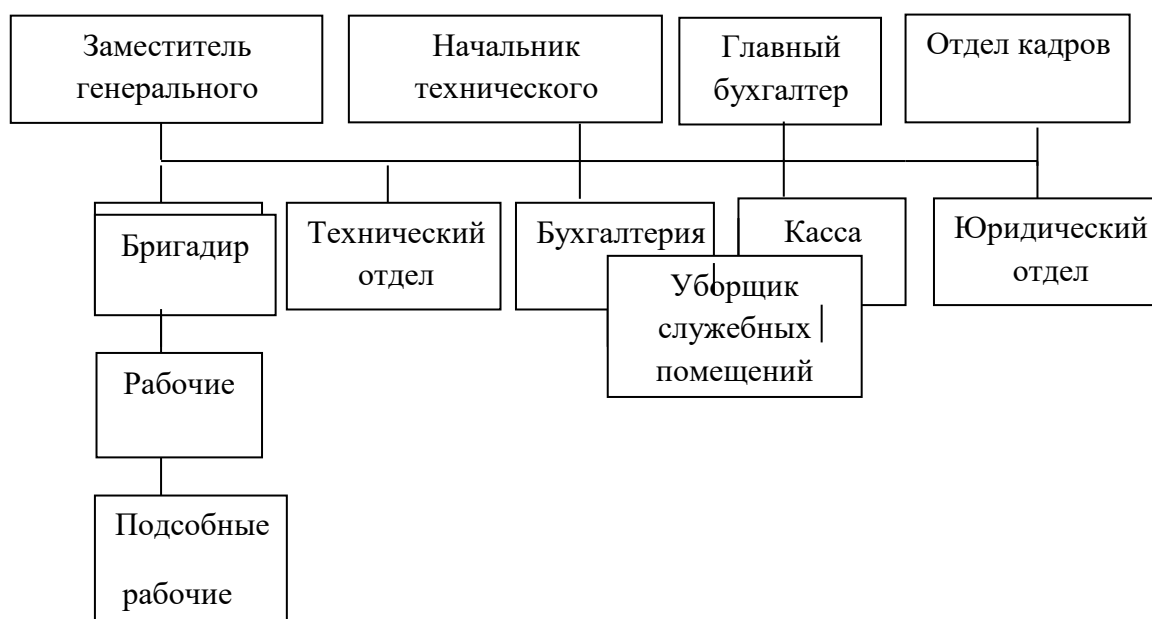 Заместитель
генерального
Начальник
технического
Главный
бухгалтер
Отдел кадров
Бригадир
Технический
отдел
Бухгалтерия
Касса
Юридический
отдел
Уборщик
служебных
помещений
Рабочие
Подсобные
рабочие